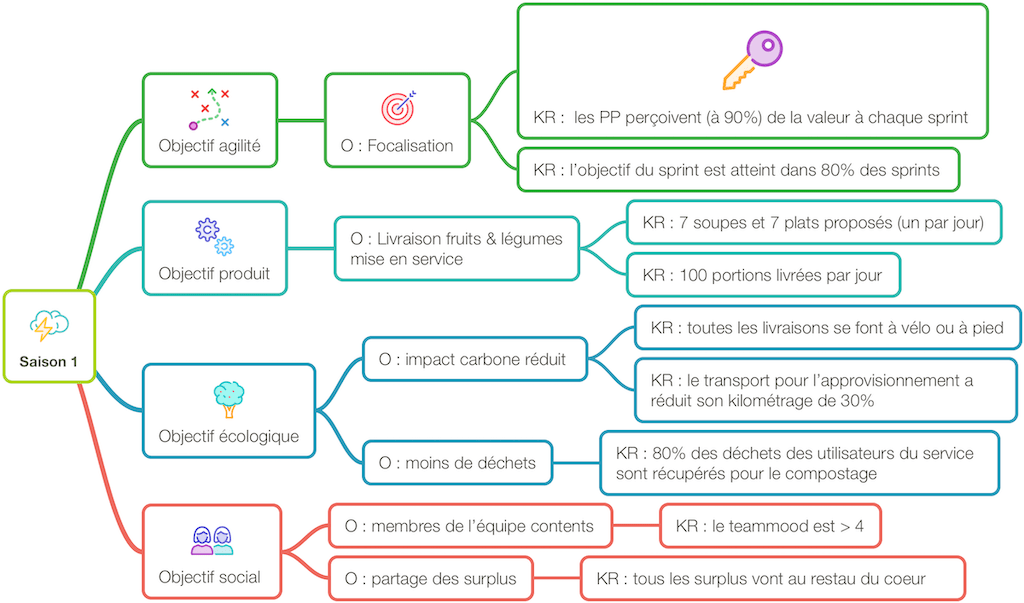 KR :  les PP perçoivent (à 90%) de la valeur à chaque sprint
Objectif agilité
O : Focalisation
KR : l’objectif du sprint est atteint dans 80% des sprints
KR : 7 soupes et 7 plats proposés (un par jour)
O : Livraison fruits & légumes
mise en service
Objectif produit
KR : 100 portions livrées par jour
Saison 1
KR : toutes les livraisons se font à vélo ou à pied
O : impact carbone réduit
KR : le transport pour l’approvisionnement a
réduit son kilométrage de 30%
Objectif écologique
O : moins de déchets
KR : 80% des déchets des utilisateurs du service
sont récupérés pour le compostage
O : membres de l’équipe contents
KR : le teammood est > 4
Objectif social
O : partage des surplus
KR : tous les surplus vont au restau du coeur